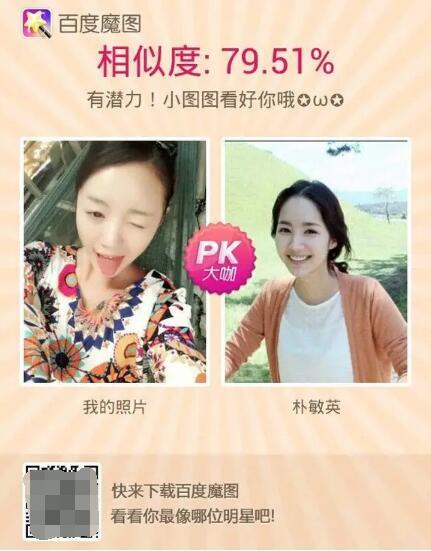 百度魔图
相似度: 79.51%
有潜力！小图图看好你哦✪ω✪
PK
大咖
我的照片
朴敏英
快来下载百度魔图
看看你最像哪位明星吧!